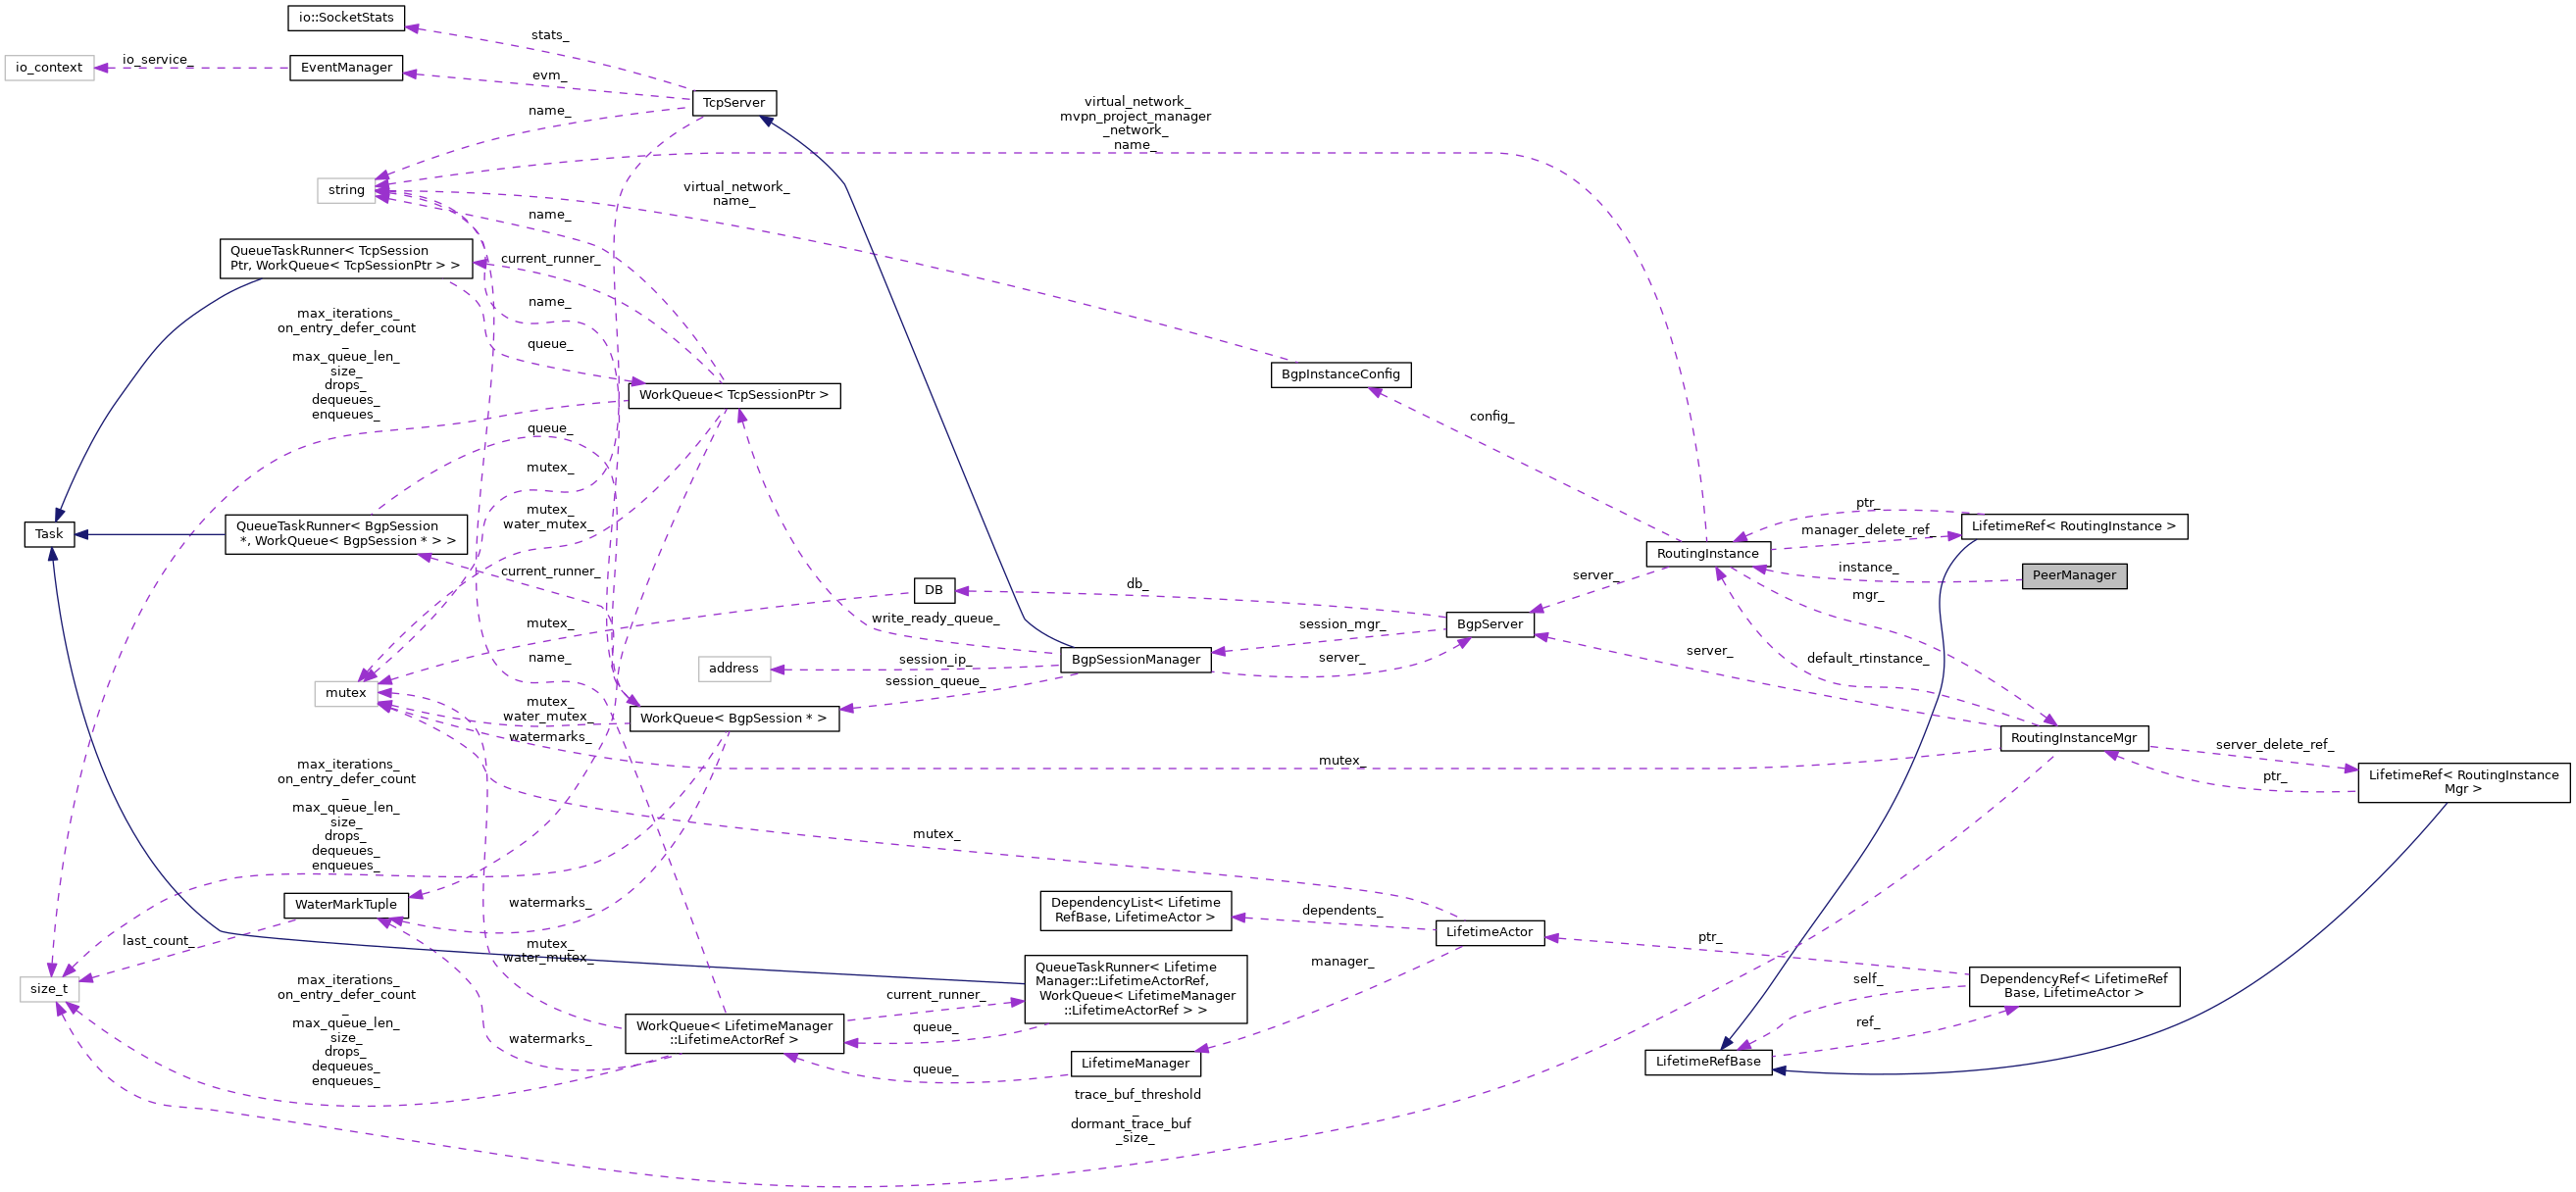 io::SocketStats
stats_
io_context
io_service_
EventManager
evm_
TcpServer
name_
virtual_network_
mvpn_project_manager
_network_
name_
string
virtual_network_
name_
name_
QueueTaskRunner< TcpSession
Ptr, WorkQueue< TcpSessionPtr > >
current_runner_
name_
max_iterations_
on_entry_defer_count
_
max_queue_len_
size_
drops_
dequeues_
enqueues_
queue_
WorkQueue< TcpSessionPtr >
BgpInstanceConfig
config_
queue_
mutex_
mutex_
water_mutex_
QueueTaskRunner< BgpSession
*, WorkQueue< BgpSession * > >
Task
current_runner_
ptr_
LifetimeRef< RoutingInstance >
manager_delete_ref_
RoutingInstance
instance_
PeerManager
mgr_
server_
DB
db_
mutex_
write_ready_queue_
session_mgr_
BgpServer
BgpSessionManager
address
session_ip_
server_
session_queue_
server_
default_rtinstance_
name_
mutex
mutex_
water_mutex_
WorkQueue< BgpSession * >
watermarks_
mutex_
RoutingInstanceMgr
server_delete_ref_
ptr_
LifetimeRef< RoutingInstance
Mgr >
max_iterations_
on_entry_defer_count
_
max_queue_len_
size_
drops_
dequeues_
enqueues_
mutex_
WaterMarkTuple
watermarks_
last_count_
DependencyList< Lifetime
RefBase, LifetimeActor >
dependents_
LifetimeActor
ptr_
manager_
mutex_
water_mutex_
size_t
QueueTaskRunner< Lifetime
Manager::LifetimeActorRef,
WorkQueue< LifetimeManager
::LifetimeActorRef > >
DependencyRef< LifetimeRef
Base, LifetimeActor >
self_
ref_
max_iterations_
on_entry_defer_count
_
max_queue_len_
size_
drops_
dequeues_
enqueues_
current_runner_
queue_
WorkQueue< LifetimeManager
::LifetimeActorRef >
watermarks_
queue_
LifetimeManager
LifetimeRefBase
trace_buf_threshold
_
dormant_trace_buf
_size_